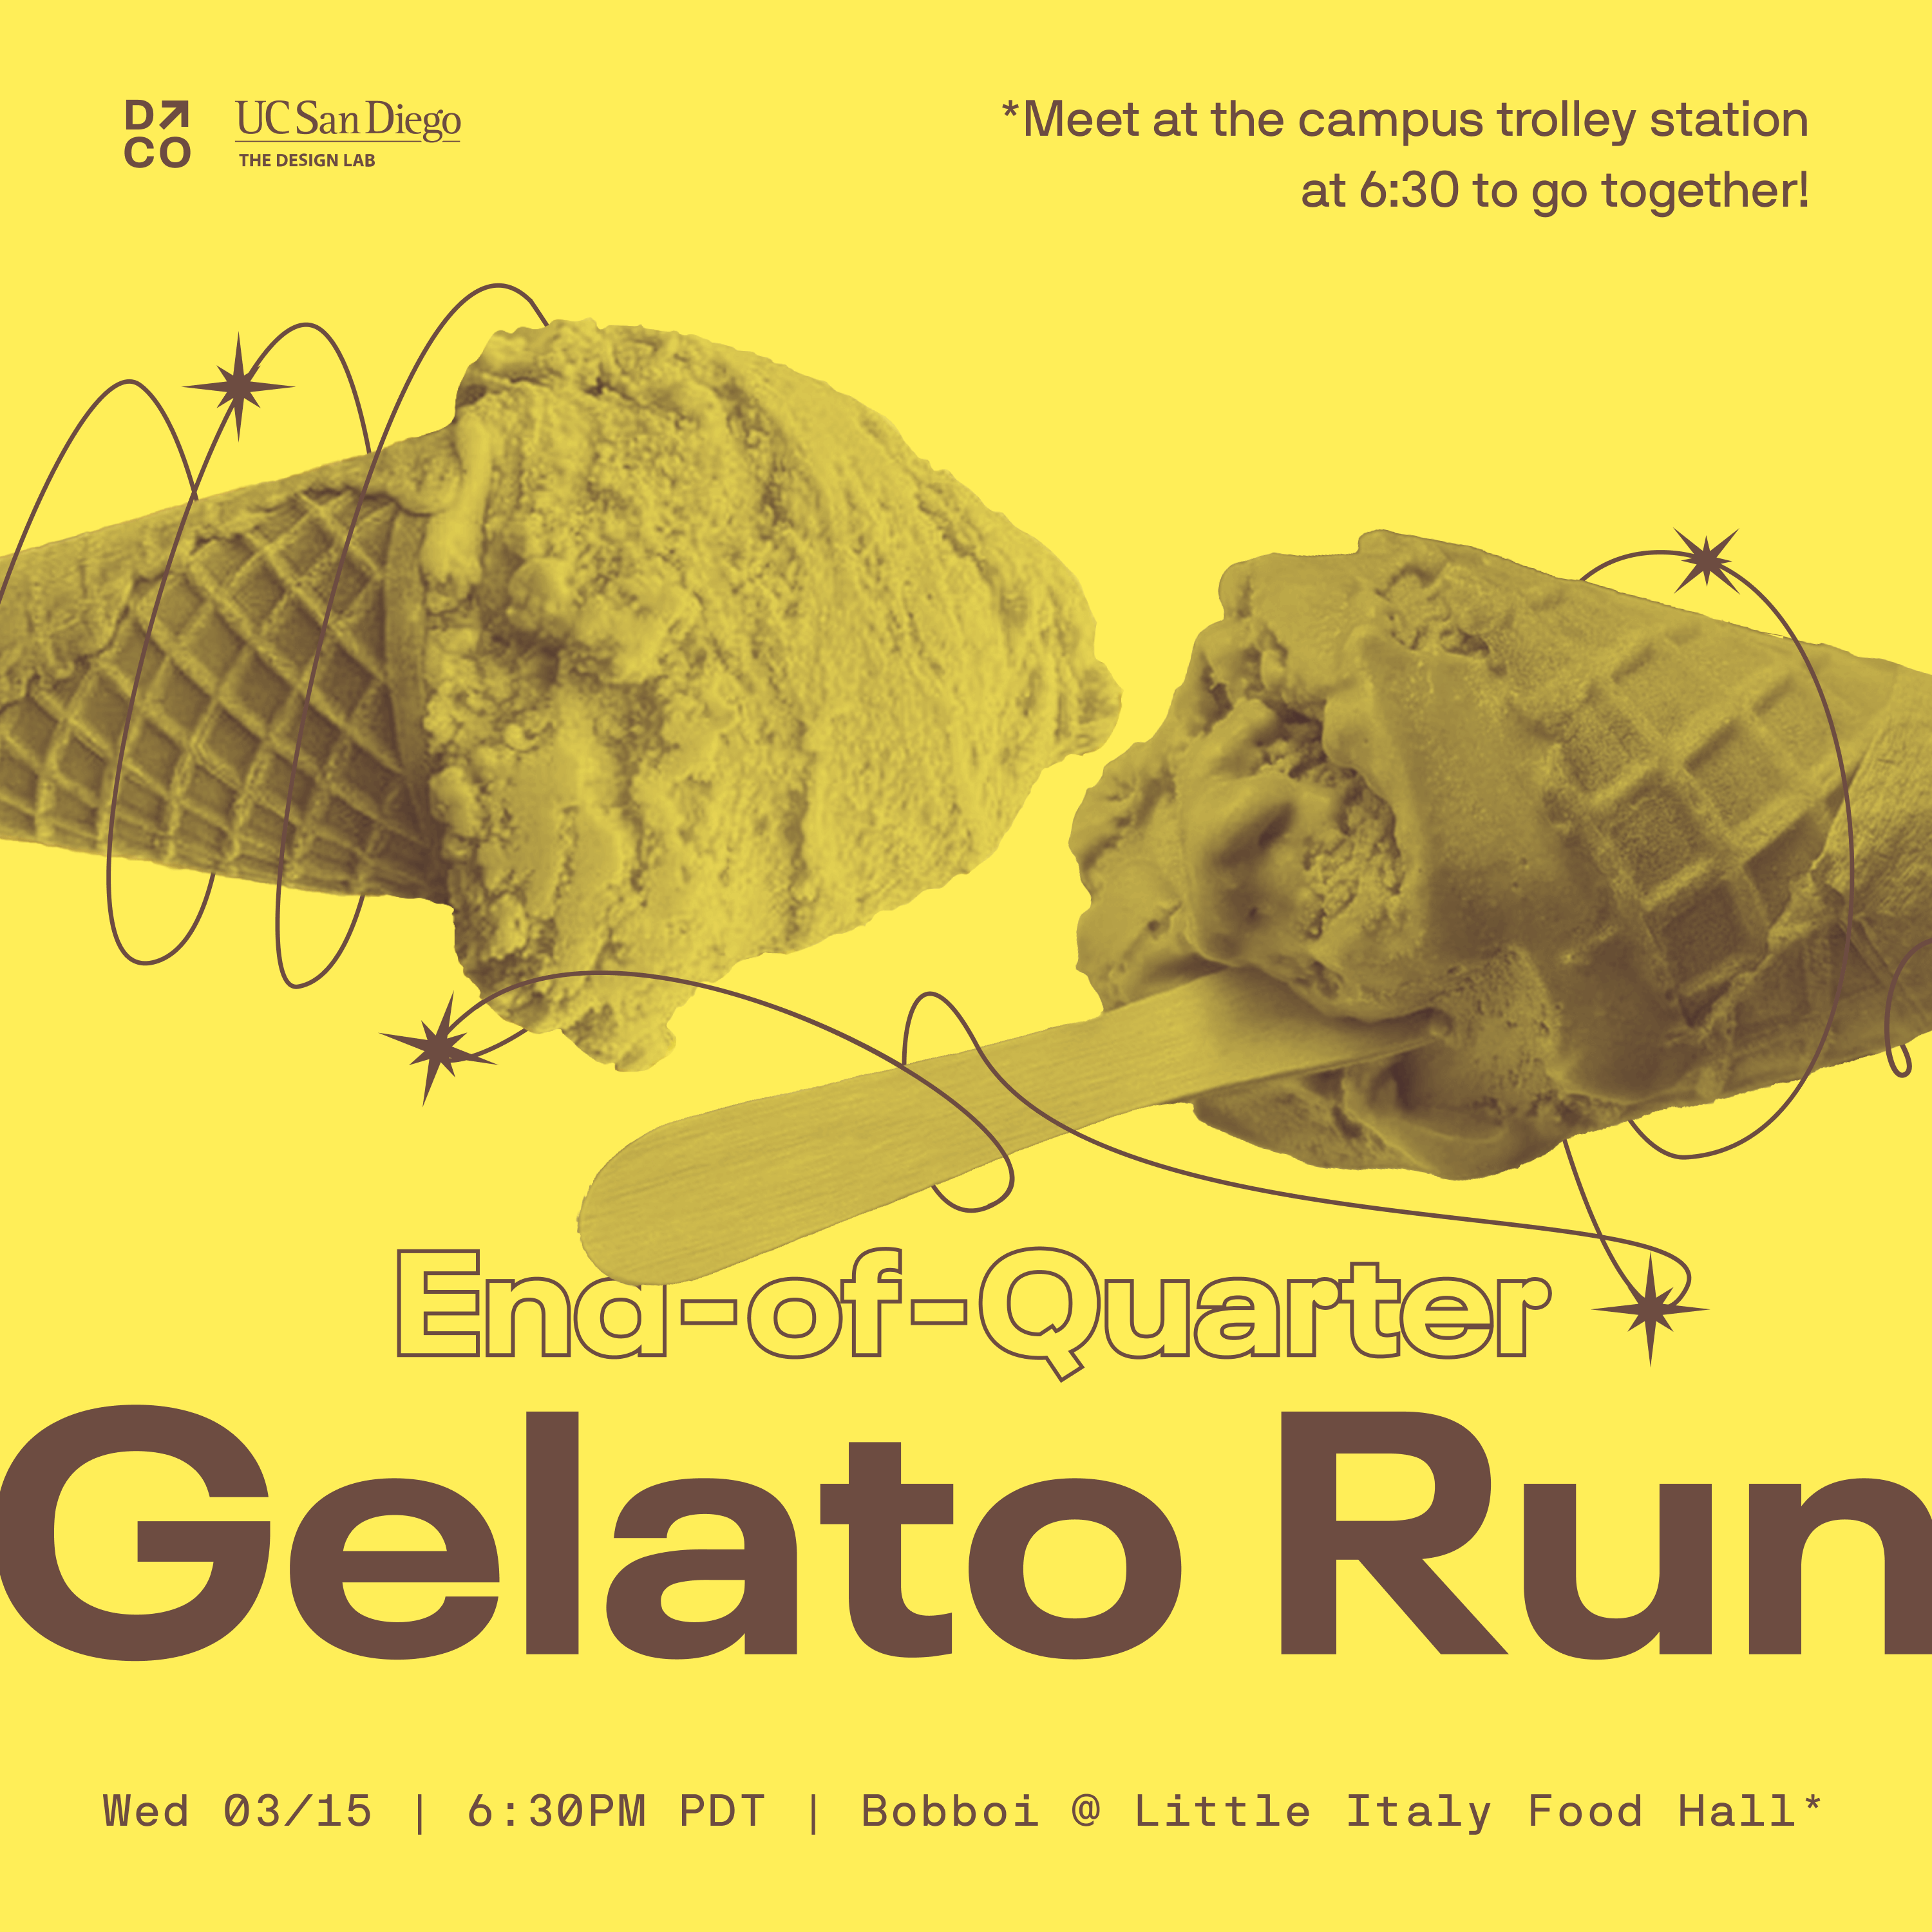 D↗
CO
UC San Diego
THE DESIGN LAB
*Meet at the campus trolley station
at 6:30 to go together!
End-of-Quarter
Gelato Run
Wed 03/15 | 6:30PM PDT | Bobboi @ Little Italy Food Hall*